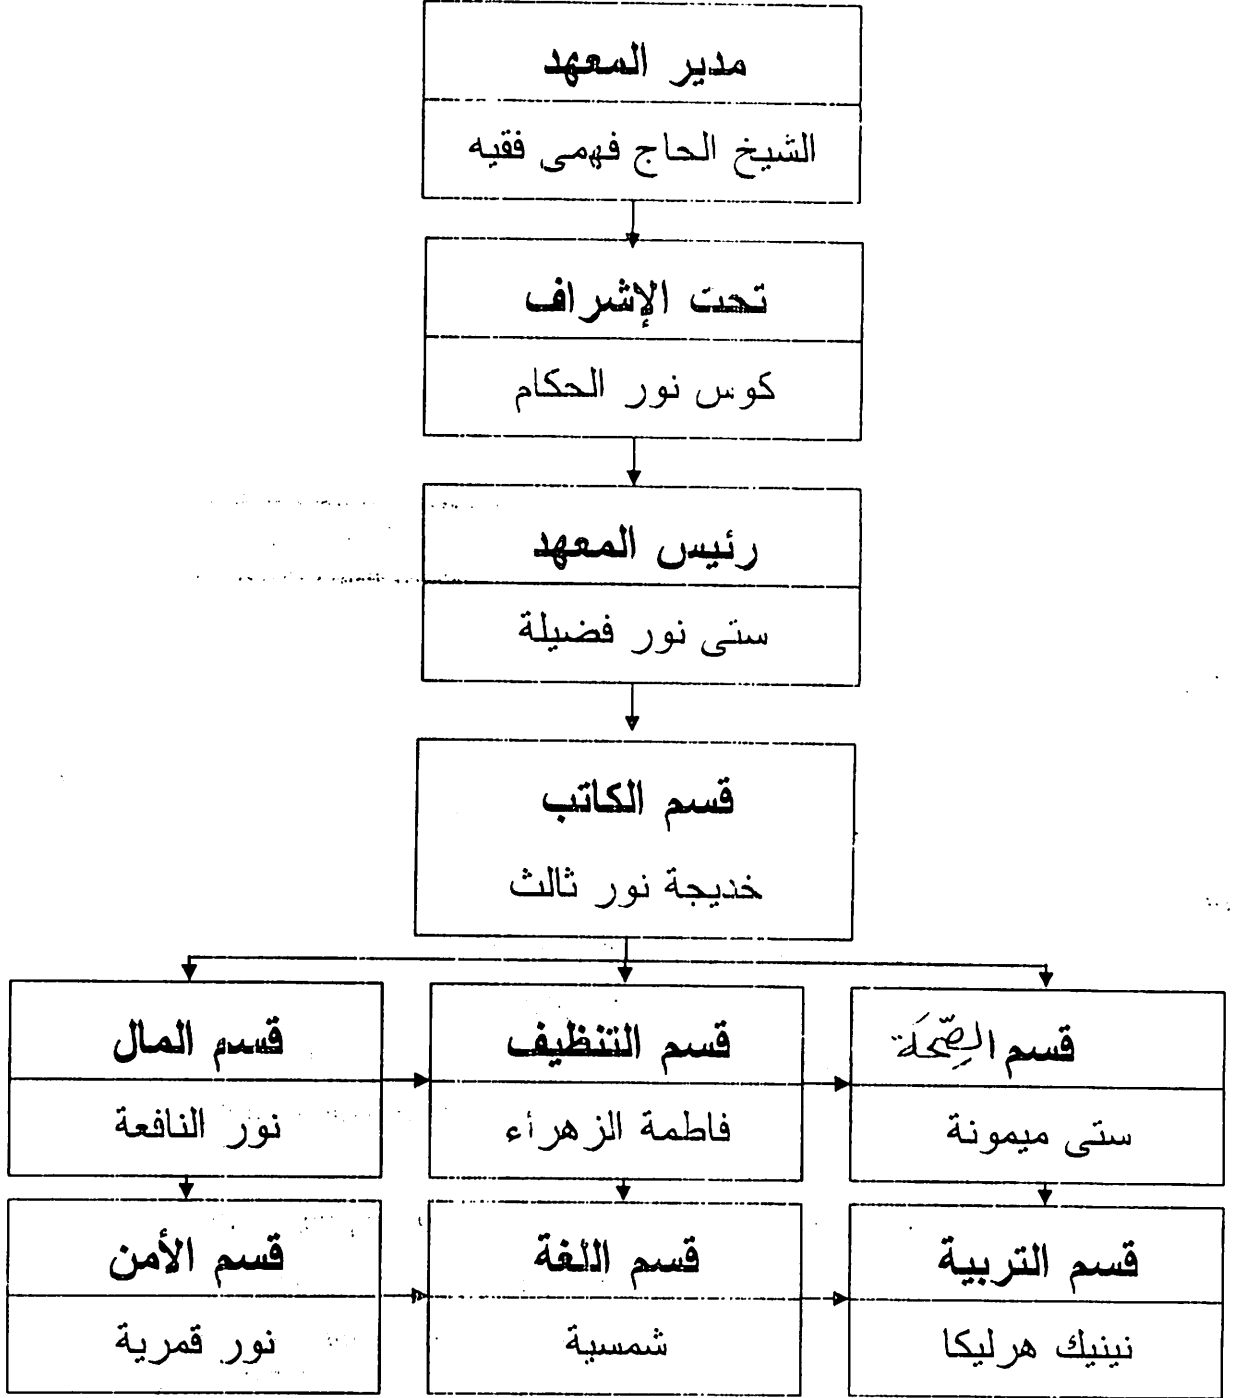 مدير المعهد
الشيخ الحاج فهمى فقيه
تحت الإشراف
كوس نور الحكام
رئيس المعهد
ستى نور فضيلة
قسم الكاتب
خديجة نور ثالث
قسم الصِّحَة
قسم التنظيف
قسم المال
ستى ميمونة
فاطمة الزهراء
نور النافعة
قسم التربية
قسم اللغة
قسم الأمن
نينيك هرليكا
شمسية
نور قمرية